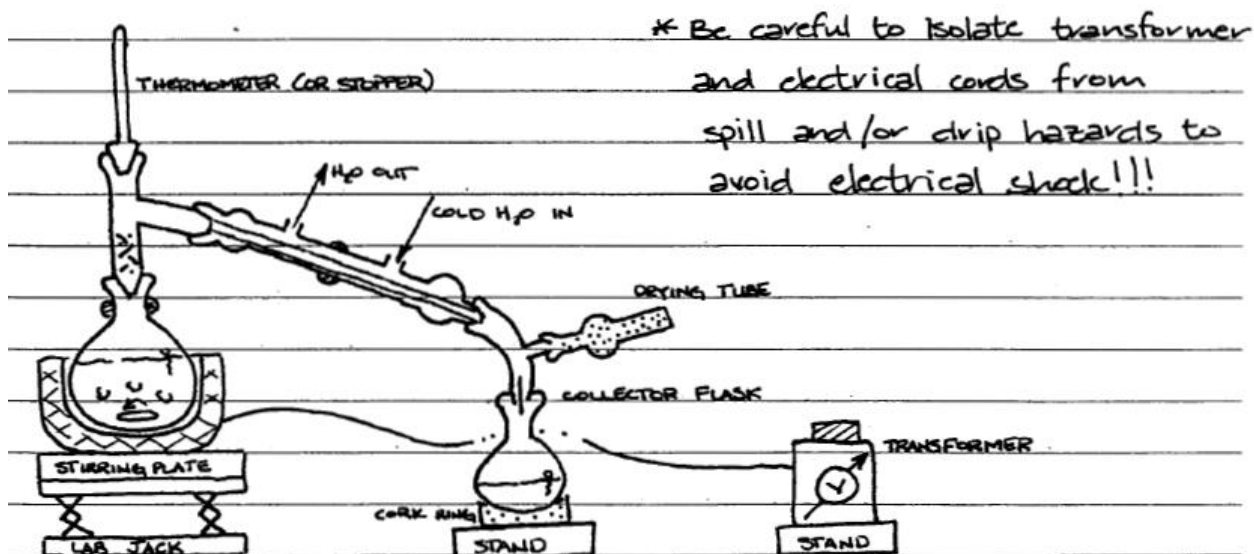 * Be careful to Isolate transformer
and electrical cords from
spill and/or drip hazards to
avoid electrical shock!!!
THERMOMETER (OR STOPPER)
H₂O OUT
COLD H₂O IN
DRYING TUBE
COLLECTOR FLASK
TRANSFORMER
V
STIRRING PLATE
CORK RING
LAB JACK
STAND
STAND